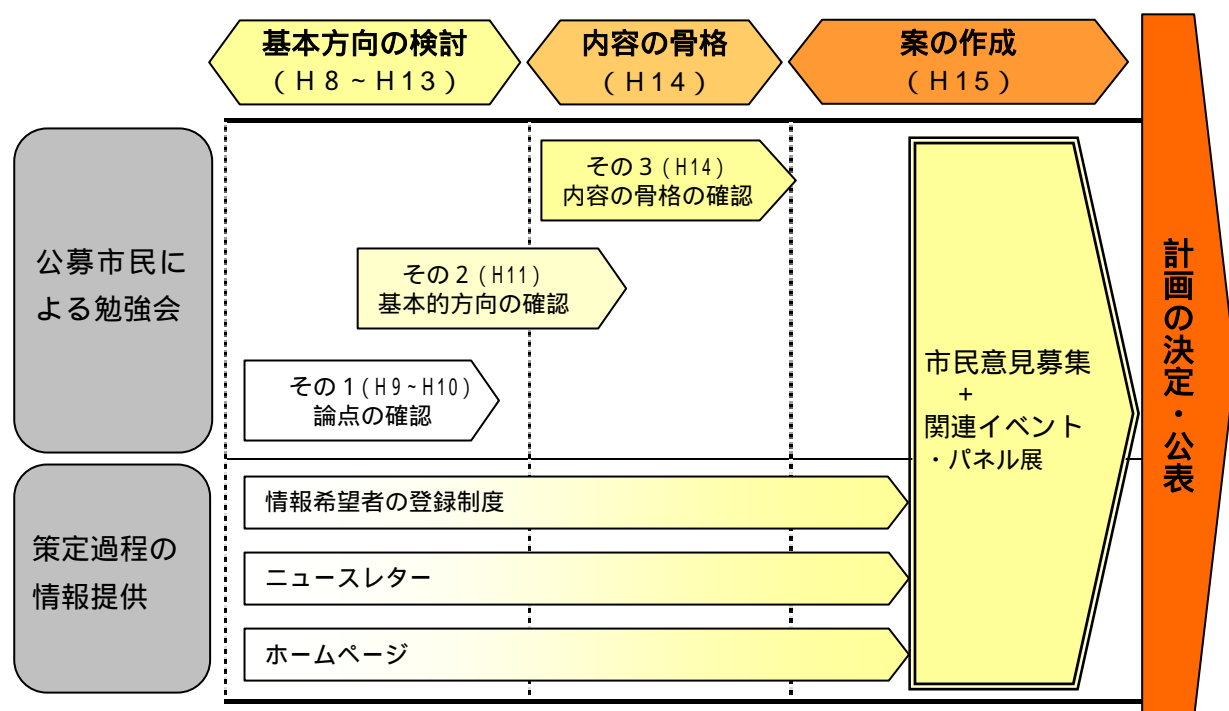 基本方向の検討
（Ｈ８～Ｈ13）
内容の骨格
（Ｈ14）
案の作成
（Ｈ15）
公募市民に
よる勉強会
その３（H14）
内容の骨格の確認
その２（H11）
基本的方向の確認
その１（H９~H10）
論点の確認
策定過程の
情報提供
情報希望者の登録制度
ニュースレター
ホームページ
市民意見募集
+
関連イベント
・パネル展
計画の決定・公表